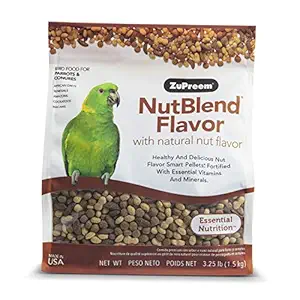 ZuPreem
BIRD FOOD FOR
PARROTS &
CONURES
NutBlend
Flavor
with natural nut flavor
Healthy And Delicious Nut
Flavor Smart Pellets Fortified
With Essential Vitamins
And Minerals.
Essential
Nutrition™
MADE IN
USA
NET WT PESO NETO POIDS NET 3.25 lb (1.5 kg)